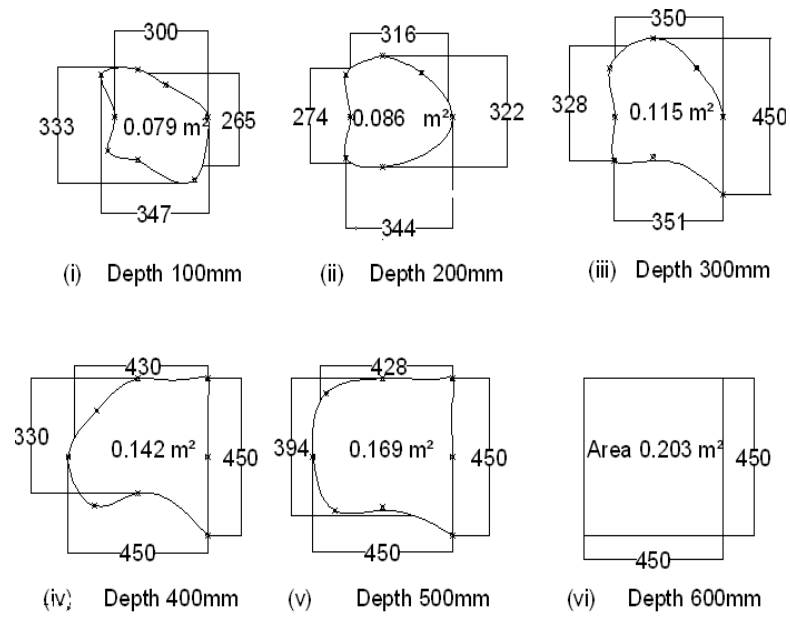 300
333
0.079 m²
265
347
(i) Depth 100mm
316
274
0.086 m²
322
344
(ii) Depth 200mm
350
328
0.115 m²
450
351
(iii) Depth 300mm
430
330
0.142 m²
450
450
(iv) Depth 400mm
428
394
0.169 m²
450
450
(v) Depth 500mm
Area 0.203 m²
450
450
(vi) Depth 600mm